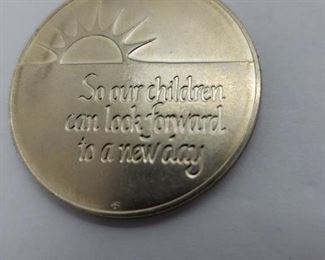 So our children
can look forward
to a new day